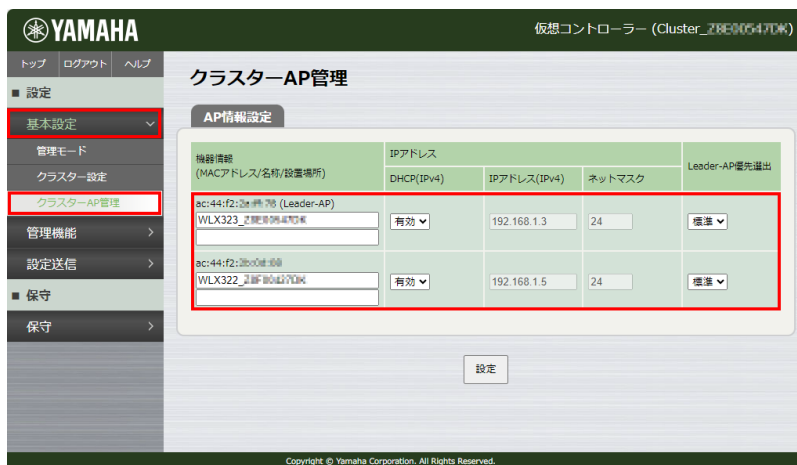 YAMAHA
仮想コントローラー (Cluster_
トップ ログアウト ヘルプ
■ 設定
基本設定
管理モード
クラスター設定
クラスターAP管理
管理機能
設定送信
■ 保守
保守
クラスターAP管理
AP情報設定
機器情報
(MACアドレス/名称/設置場所)
IPアドレス
DHCP(IPv4) IPアドレス(IPv4) ネットマスク
Leader-AP優先選出
ac:44:f2: (Leader-AP)
WLX323_
有効 192.168.1.3 24 標準
ac:44:f2:
WLX322_
有効 192.168.1.5 24 標準
設定
Copyright © Yamaha Corporation. All Rights Reserved.